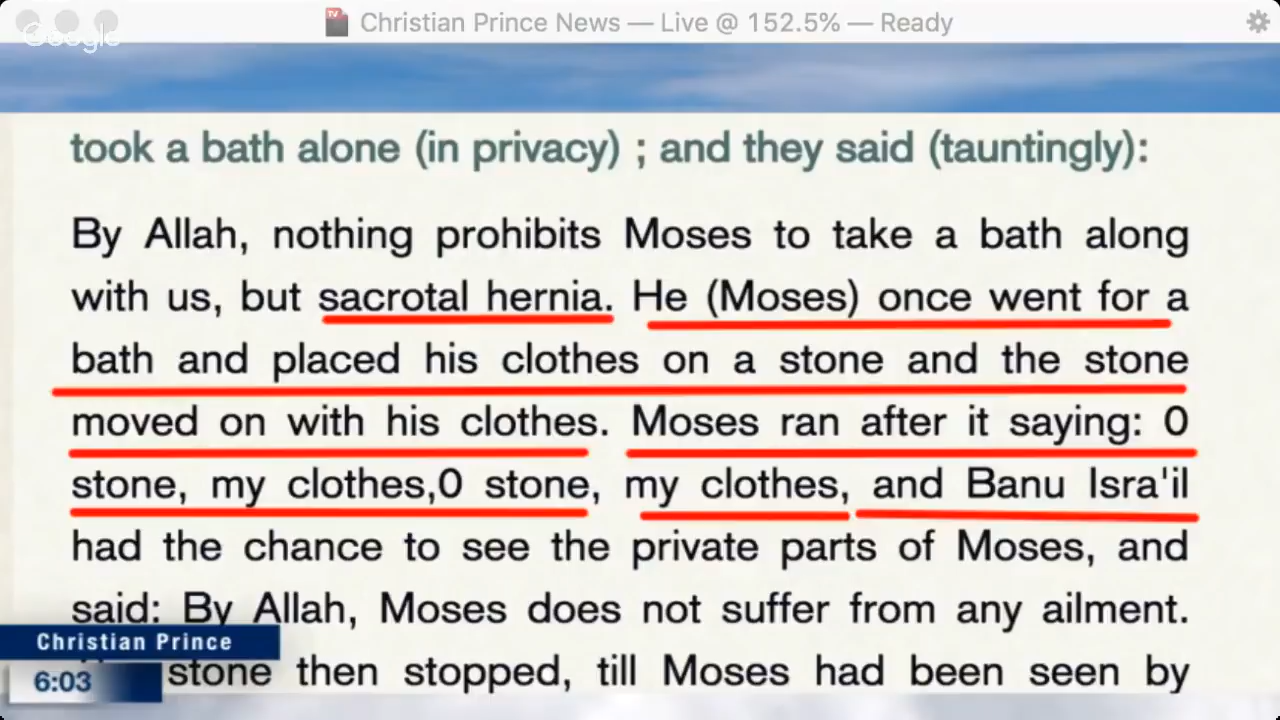 Christian Prince News — Live @ 152.5% — Ready
Google
took a bath alone (in privacy) ; and they said (tauntingly):
By Allah, nothing prohibits Moses to take a bath along
with us, but sacrotal hernia. He (Moses) once went for a
bath and placed his clothes on a stone and the stone
moved on with his clothes. Moses ran after it saying: 0
stone, my clothes,0 stone, my clothes, and Banu Isra'il
had the chance to see the private parts of Moses, and
said: By Allah, Moses does not suffer from any ailment.
stone then stopped, till Moses had been seen by
Christian Prince
6:03